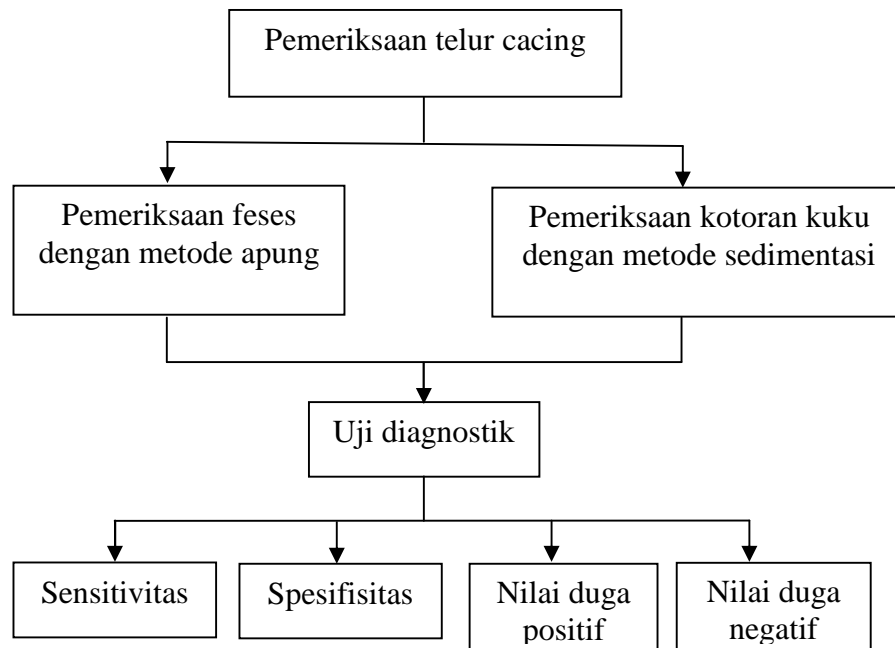 Pemeriksaan telur cacing
Pemeriksaan feses
dengan metode apung
Pemeriksaan kotoran kuku
dengan metode sedimentasi
Uji diagnostik
Sensitivitas
Spesifisitas
Nilai duga
positif
Nilai duga
negatif